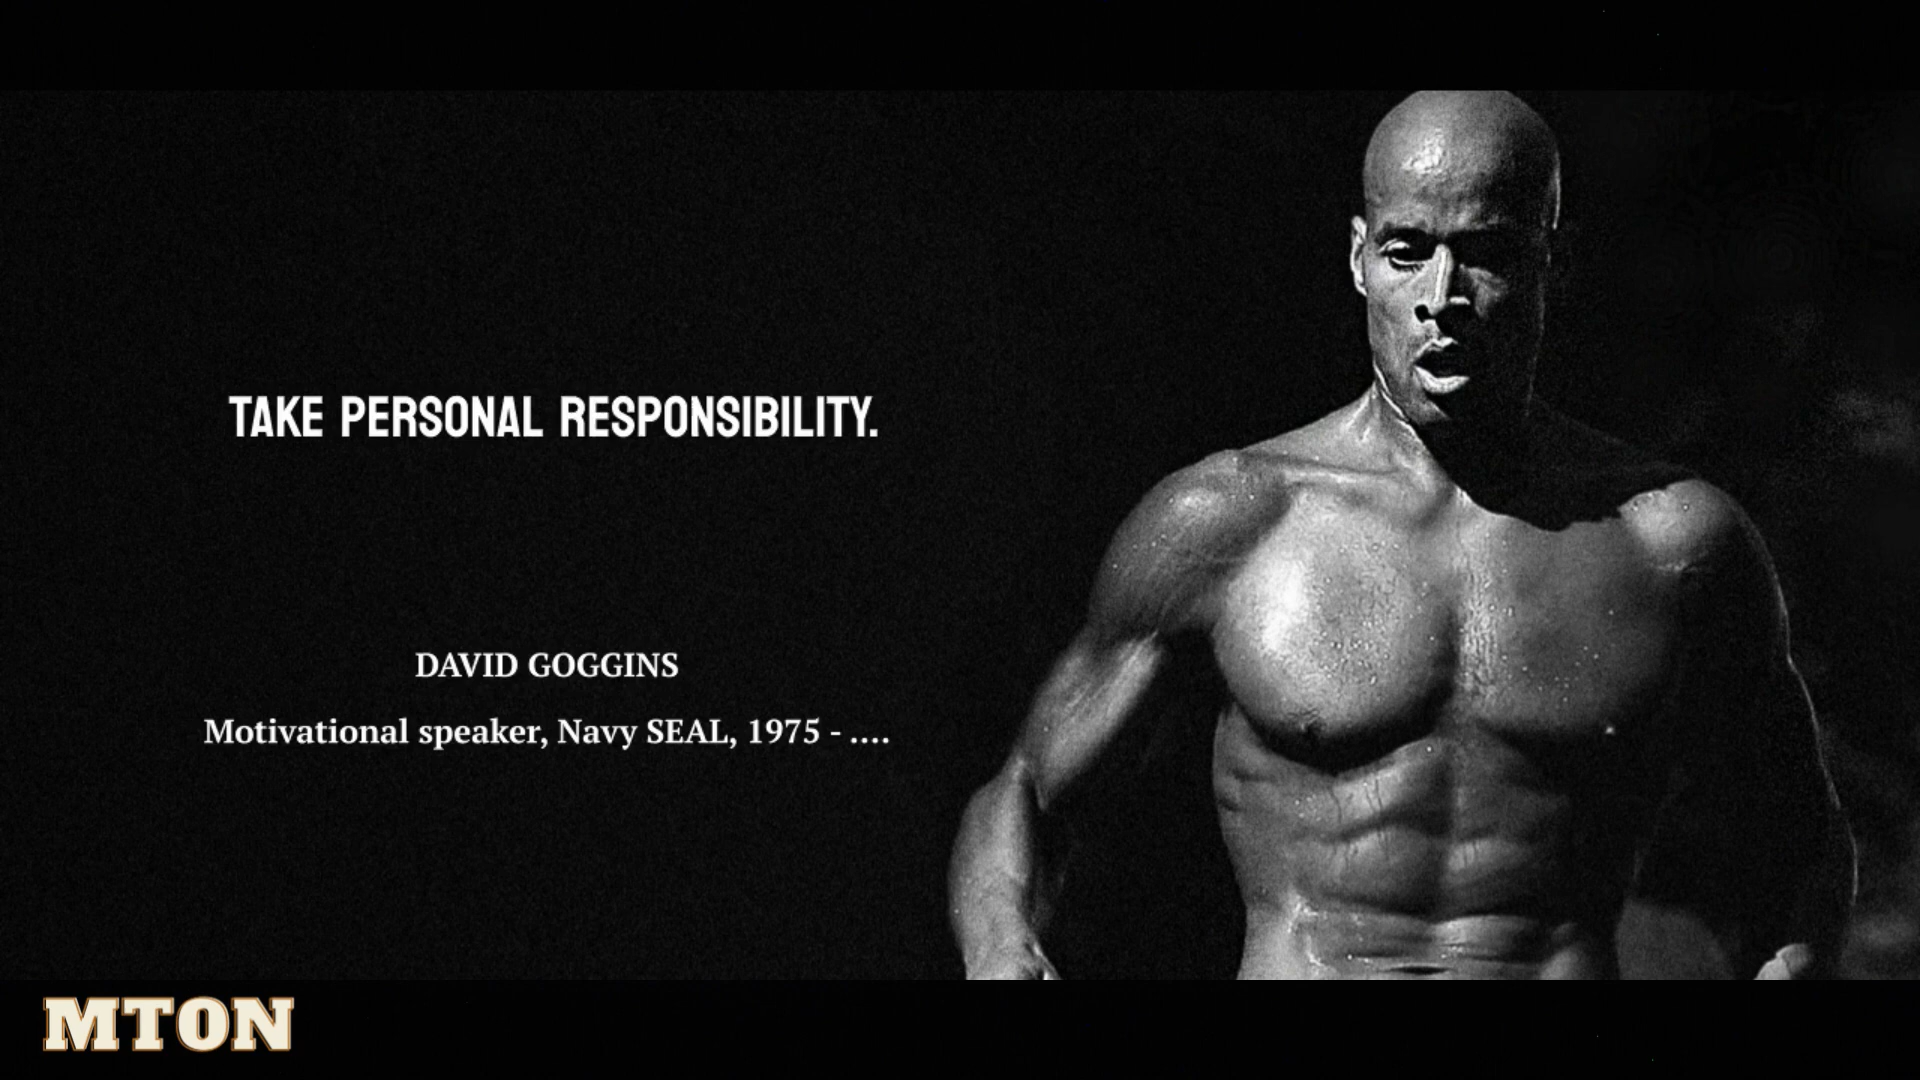 TAKE PERSONAL RESPONSIBILITY.
DAVID GOGGINS
Motivational speaker, Navy SEAL, 1975 - ....
MTON